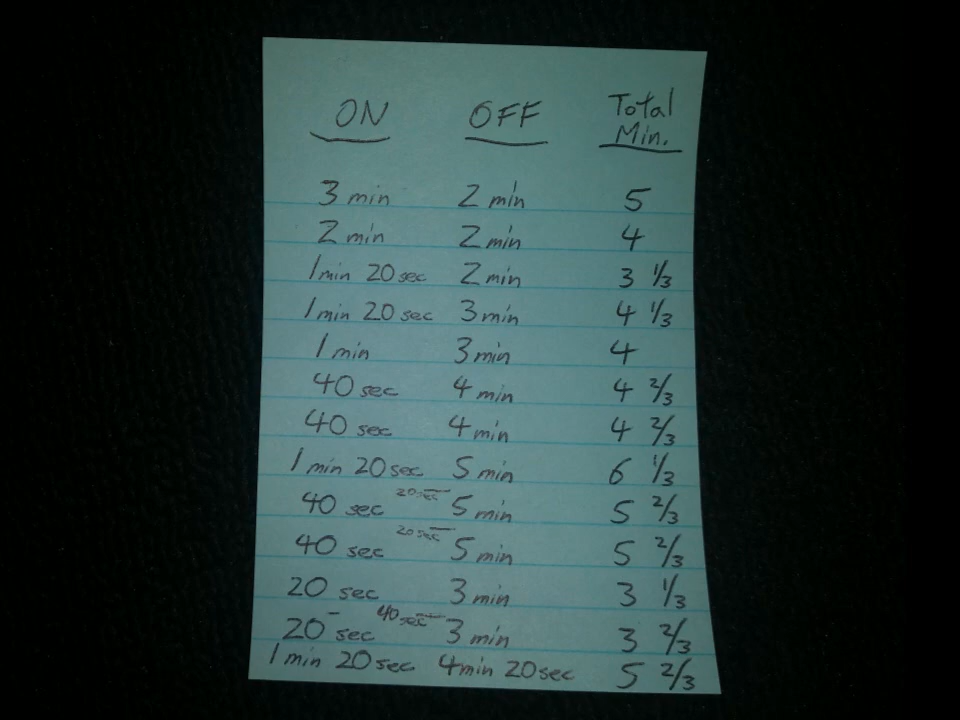 ON OFF Total Min.
3 min 2 min 5
2 min 2 min 4
1 min 20 sec 2 min 3 1/3
1 min 20 sec 3 min 4 1/3
1 min 3 min 4
40 sec 4 min 4 2/3
40 sec 4 min 4 2/3
1 min 20 sec 5 min 6 1/3
40 sec 20 sec 5 min 5 2/3
40 sec 20 sec 5 min 5 2/3
20 sec 3 min 3 1/3
20 sec 40 sec 3 min 3 2/3
1 min 20 sec 4 min 20 sec 5 2/3